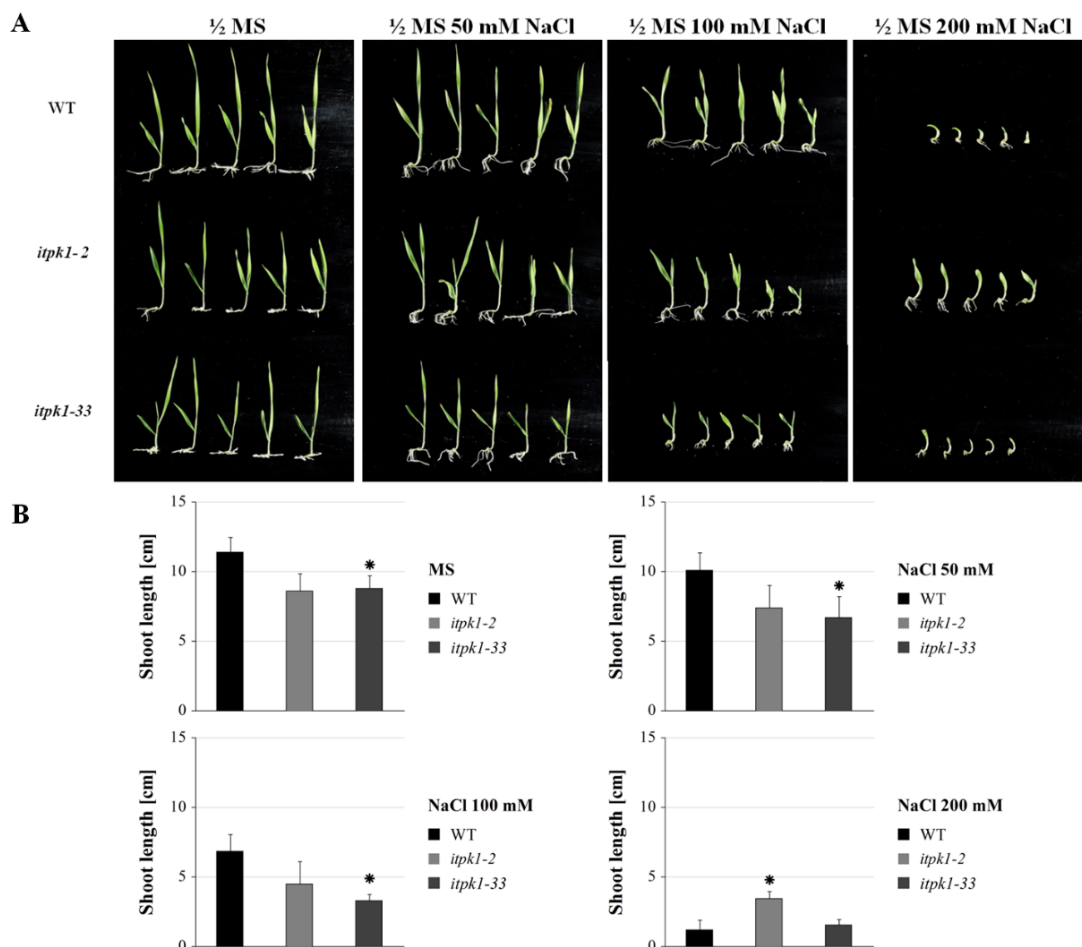 A
½ MS
½ MS 50 mM NaCl
½ MS 100 mM NaCl
½ MS 200 mM NaCl
WT
itpk1-2
itpk1-33
B
15
10
5
0
Shoot length [cm]
*
MS
WT
itpk1-2
itpk1-33
15
10
5
0
Shoot length [cm]
*
NaCl 50 mM
WT
itpk1-2
itpk1-33
15
10
5
0
Shoot length [cm]
*
NaCl 100 mM
WT
itpk1-2
itpk1-33
15
10
5
0
Shoot length [cm]
*
NaCl 200 mM
WT
itpk1-2
itpk1-33